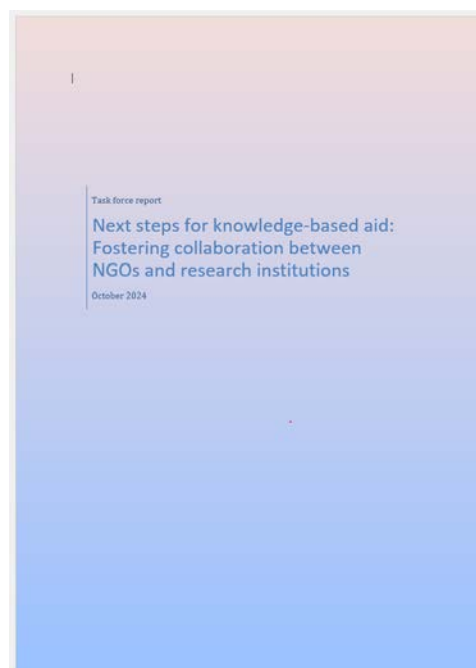 Task force report
Next steps for knowledge-based aid:
Fostering collaboration between
NGOs and research institutions
October 2024